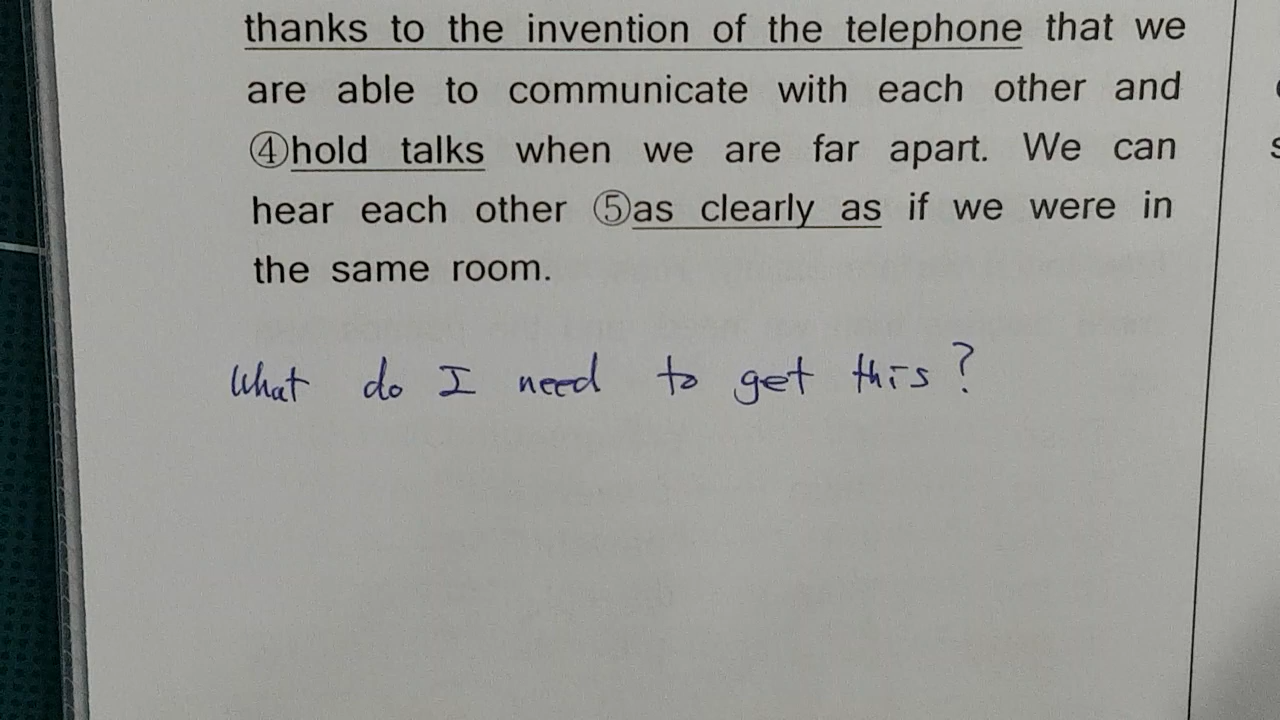 thanks to the invention of the telephone that we
are able to communicate with each other and
④hold talks when we are far apart. We can
hear each other ⑤as clearly as if we were in
the same room.
What do I need to get this?